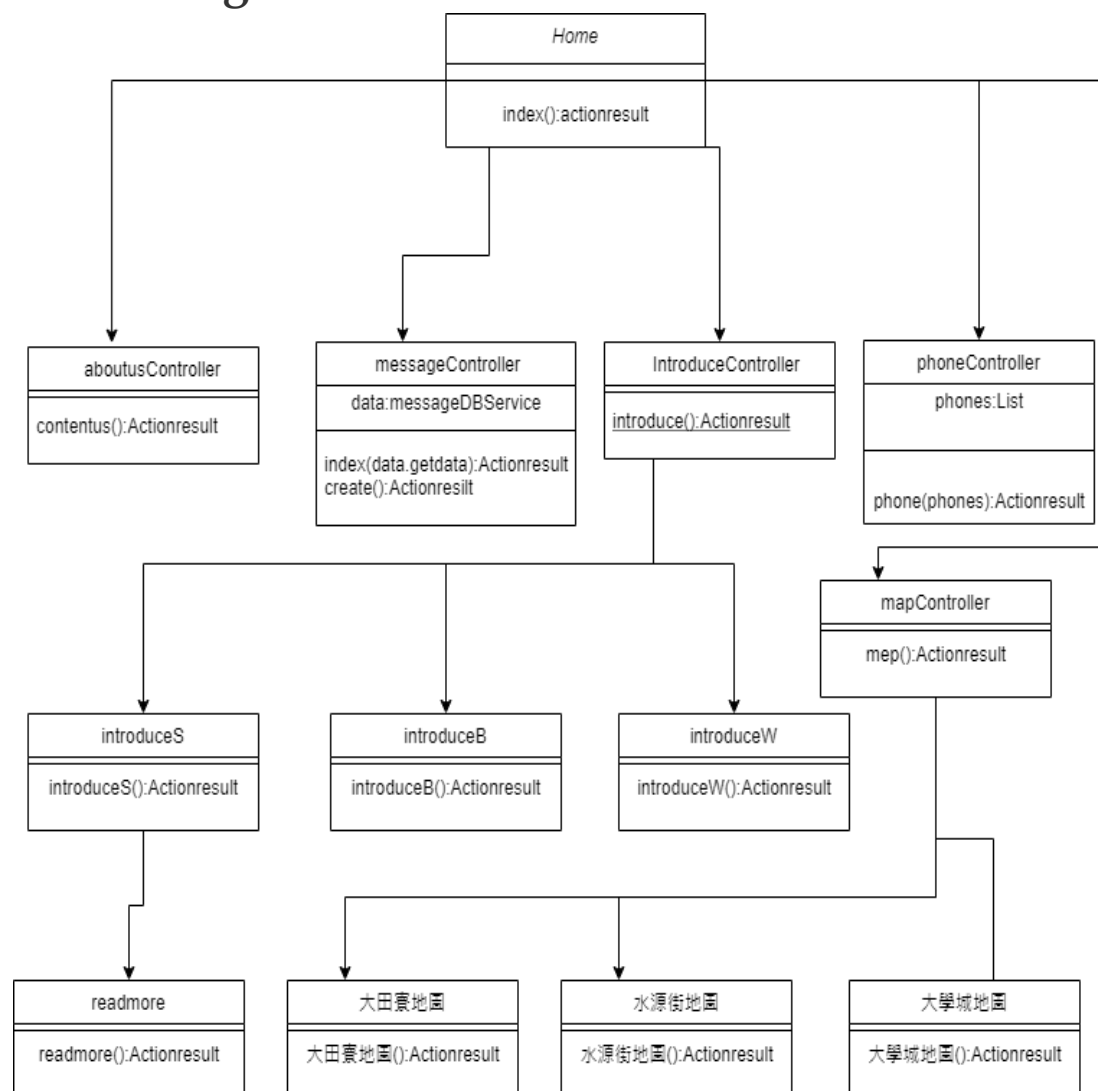 Home
index():actionresult
aboutusController
contentus():Actionresult
messageController
data:messageDBService
index(data.getdata):Actionresult
create():Actionresilt
IntroduceController
introduce():Actionresult
phoneController
phones:List
phone(phones):Actionresult
mapController
mep():Actionresult
introduceS
introduceS():Actionresult
introduceB
introduceB():Actionresult
introduceW
introduceW():Actionresult
readmore
readmore():Actionresult
大田寮地圖
大田寮地圖():Actionresult
水源街地圖
水源街地圖():Actionresult
大學城地圖
大學城地圖():Actionresult